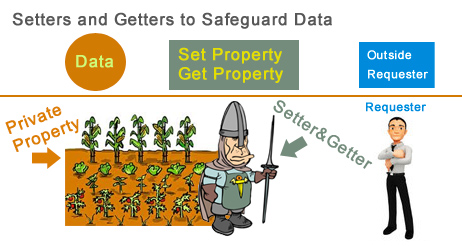 Setters and Getters to Safeguard Data
Data
Set Property
Get Property
Outside
Requester
Private
Property
Setter&Getter
Requester